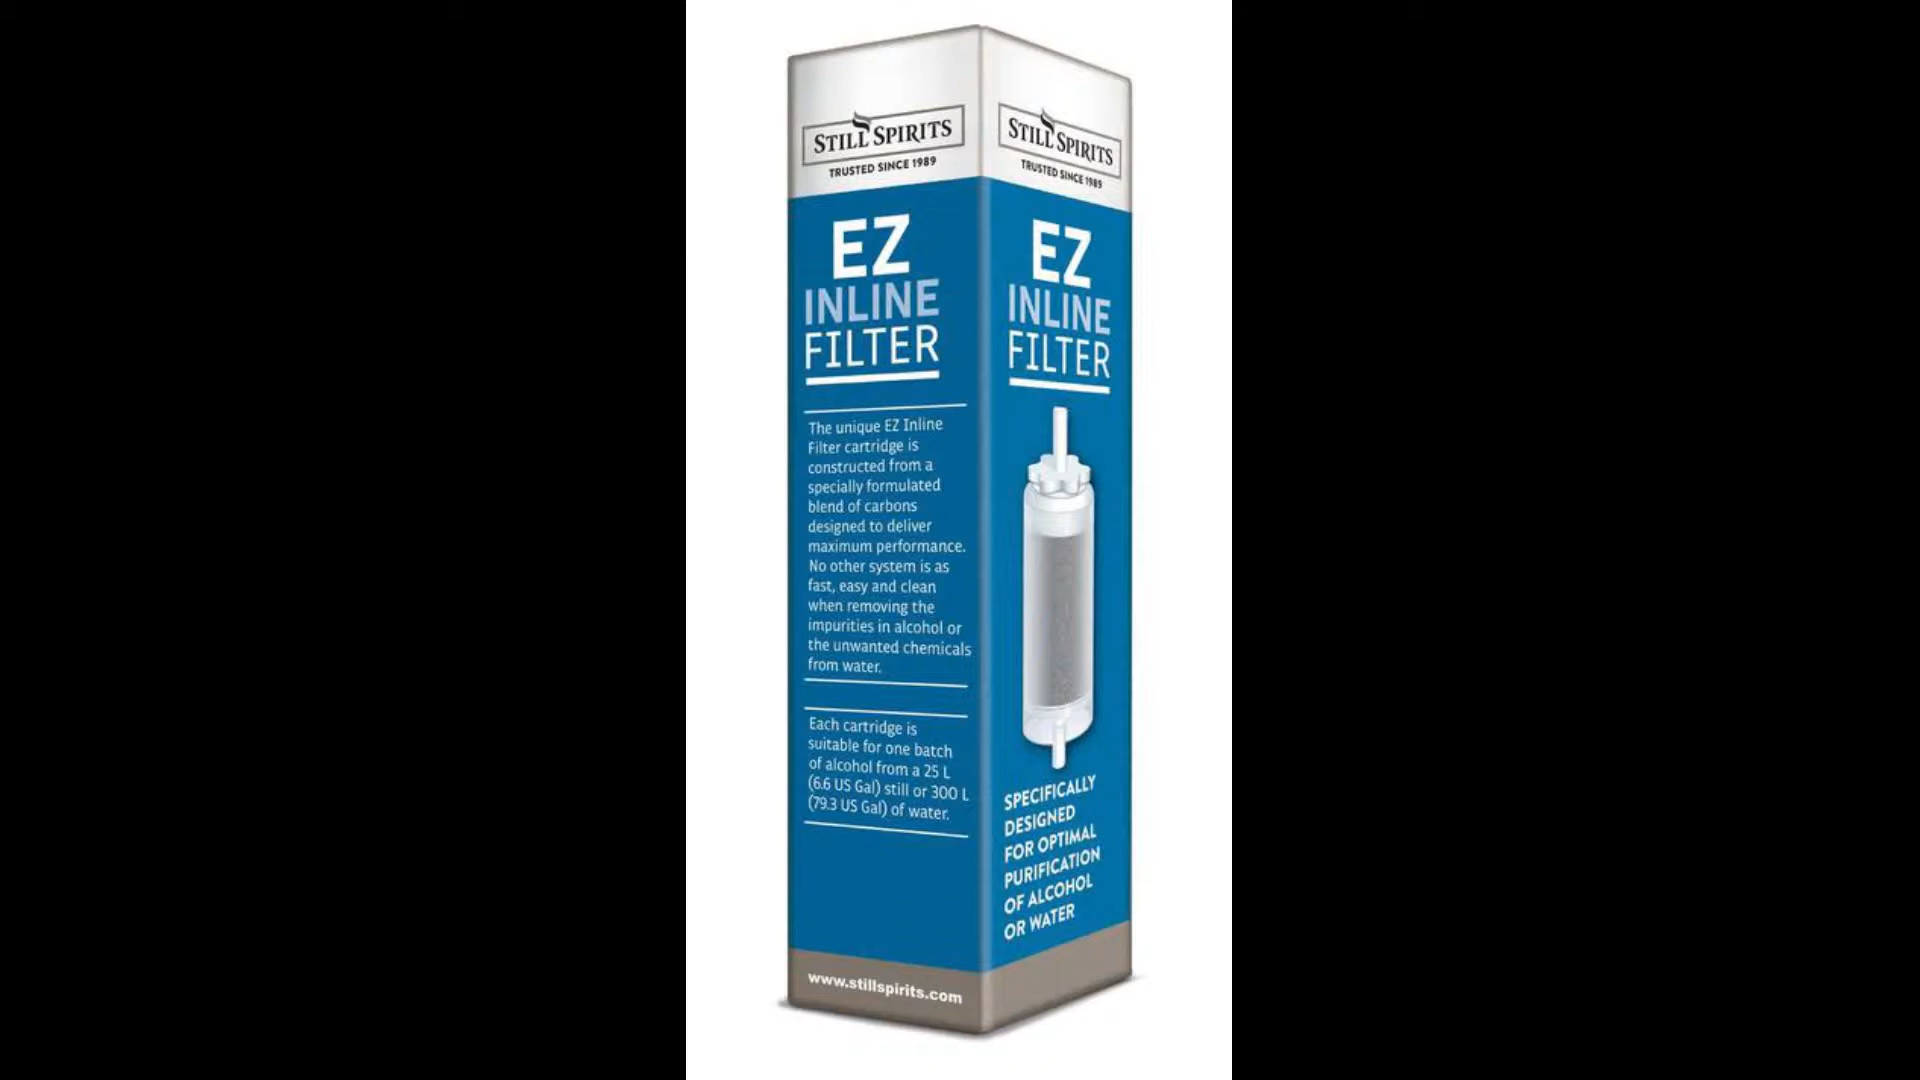 STILL SPIRITS
TRUSTED SINCE 1989
EZ
INLINE
FILTER
The unique EZ Inline
Filter cartridge is
constructed from a
specially formulated
blend of carbons
designed to deliver
maximum performance.
No other system is as
fast, easy and clean
when removing the
impurities in alcohol or
the unwanted chemicals
from water.
Each cartridge is
suitable for one batch
of alcohol from a 25 L
(6.6 US Gal) still or 300 L
(79.3 US Gal) of water.
www.stillspirits.com
STILL SPIRITS
TRUSTED SINCE 1989
EZ
INLINE
FILTER
SPECIFICALLY
DESIGNED
FOR OPTIMAL
PURIFICATION
OF ALCOHOL
OR WATER